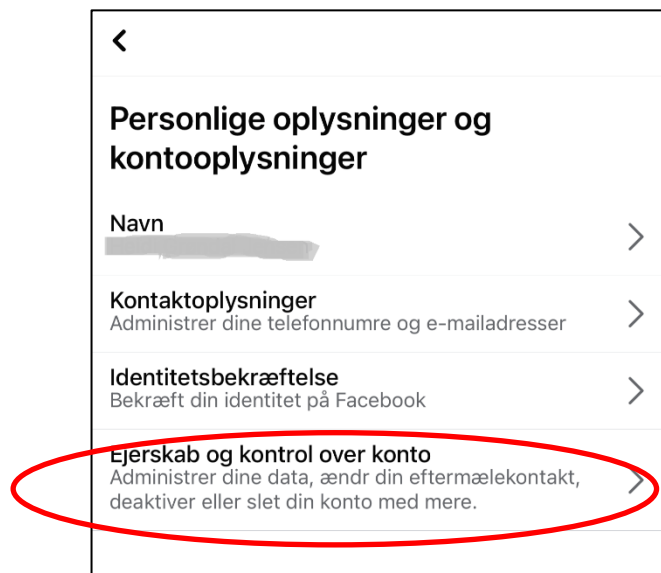 Personlige oplysninger og
kontooplysninger
Navn
Kontaktoplysninger
Administrer dine telefonnumre og e-mailadresser
Identitetsbekræftelse
Bekræft din identitet på Facebook
Ejerskab og kontrol over konto
Administrer dine data, ændr din eftermælekontakt,
deaktiver eller slet din konto med mere.